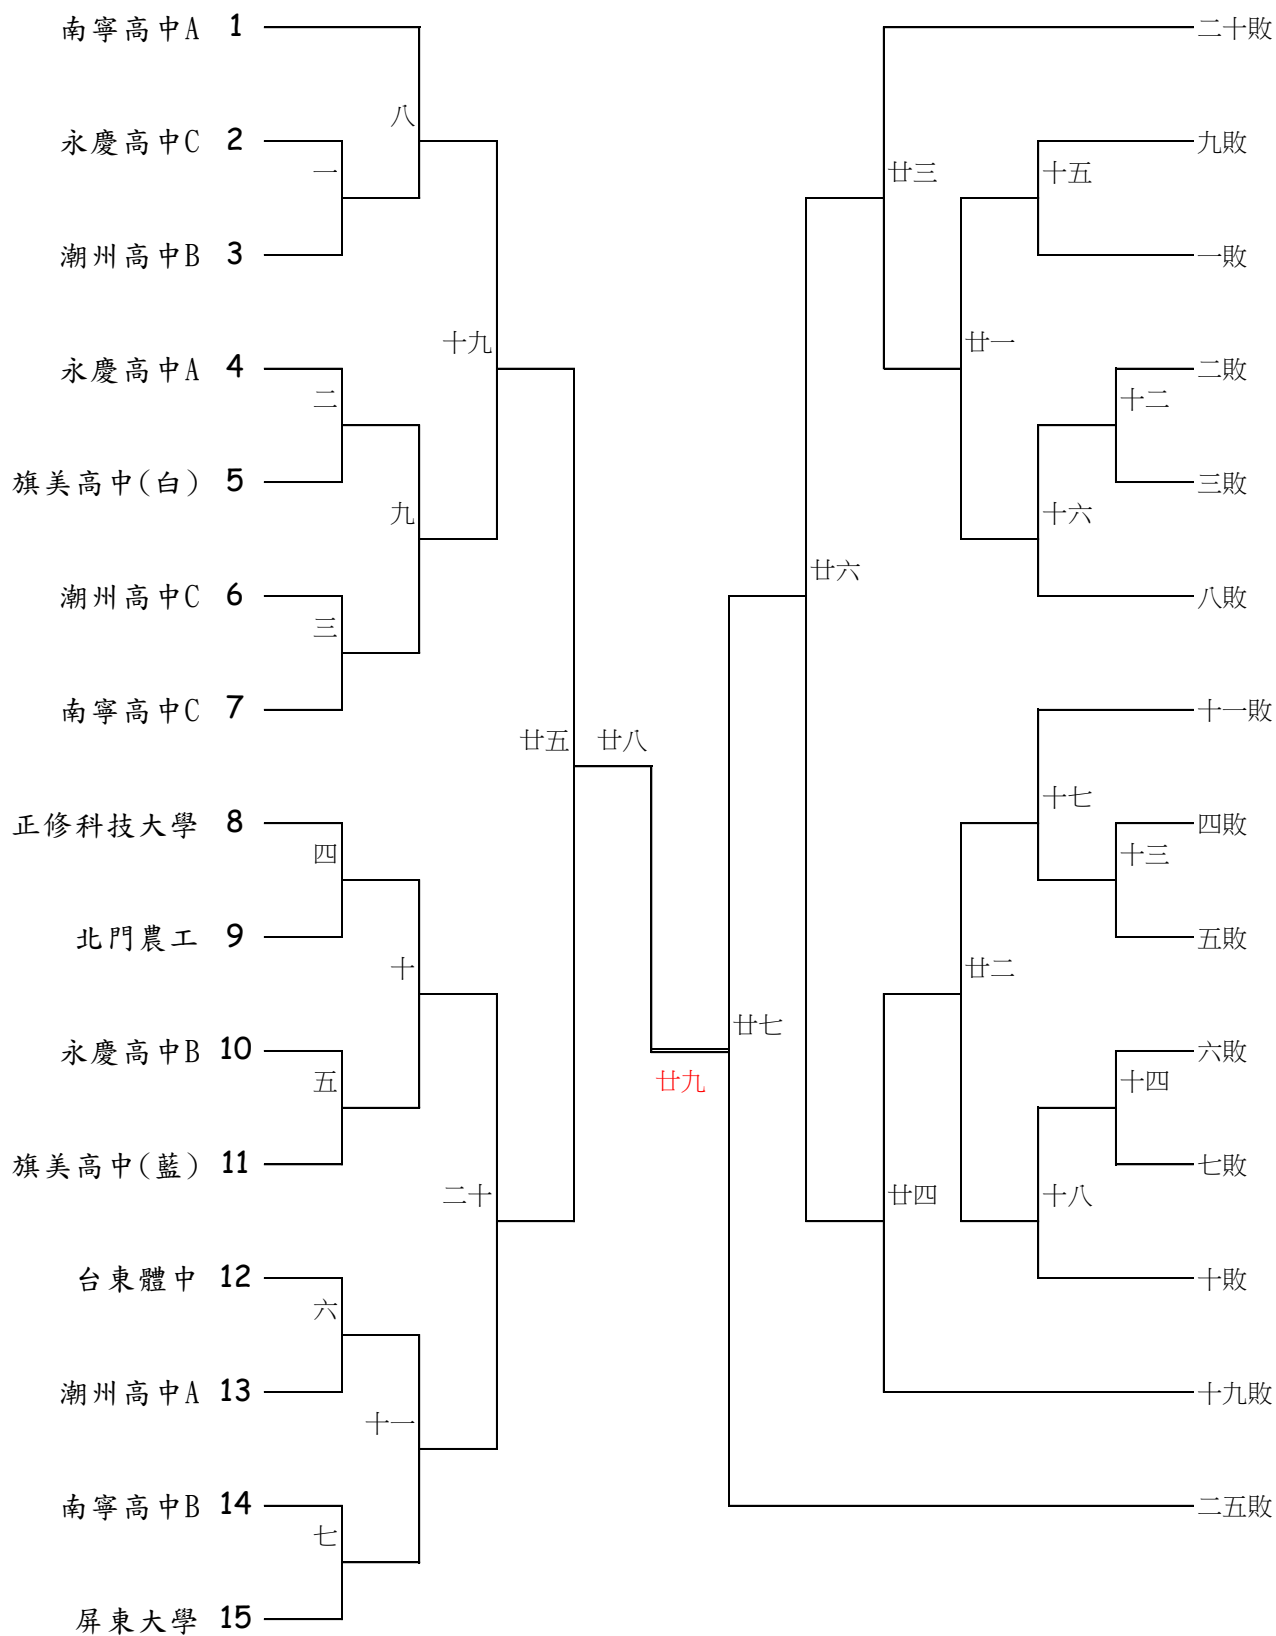 南寧高中A 1
永慶高中C 2
潮州高中B 3
永慶高中A 4
旗美高中(白) 5
潮州高中C 6
南寧高中C 7
正修科技大學 8
北門農工 9
永慶高中B 10
旗美高中(藍) 11
台東體中 12
潮州高中A 13
南寧高中B 14
屏東大學 15
一
二
三
四
五
六
七
八
九
十
十一
十九
二十
廿五
廿八
廿九
廿七
廿六
廿三
廿四
廿一
廿二
十五
十六
十七
十八
十二
十三
十四
二十敗
九敗
一敗
二敗
三敗
八敗
十一敗
四敗
五敗
六敗
七敗
十敗
十九敗
二五敗